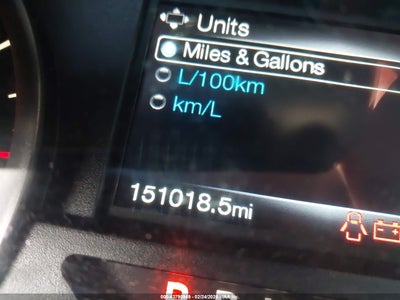 Units
Miles & Gallons
L/100km
km/L
151018.5mi